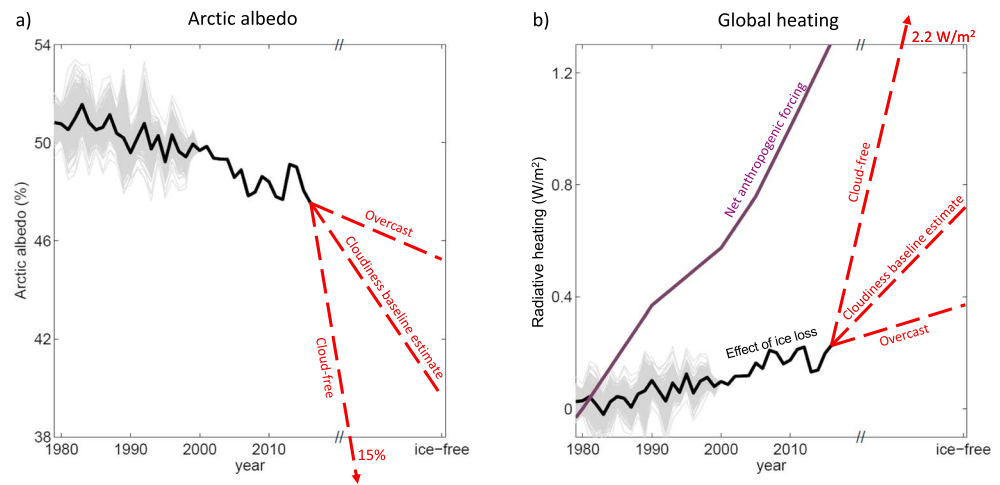 a)
Arctic albedo
54
50
46
42
38
Arctic albedo (%)
1980
1990
2000
2010
ice−free
year
//
//
Overcast
Cloudiness baseline estimate
Cloud-free
15%
b)
Global heating
1.2
0.8
0.4
0
Radiative heating (W/m²)
1980
1990
2000
2010
ice−free
year
//
//
2.2 W/m²
Net anthropogenic forcing
Cloud-free
Cloudiness baseline estimate
Overcast
Effect of ice loss